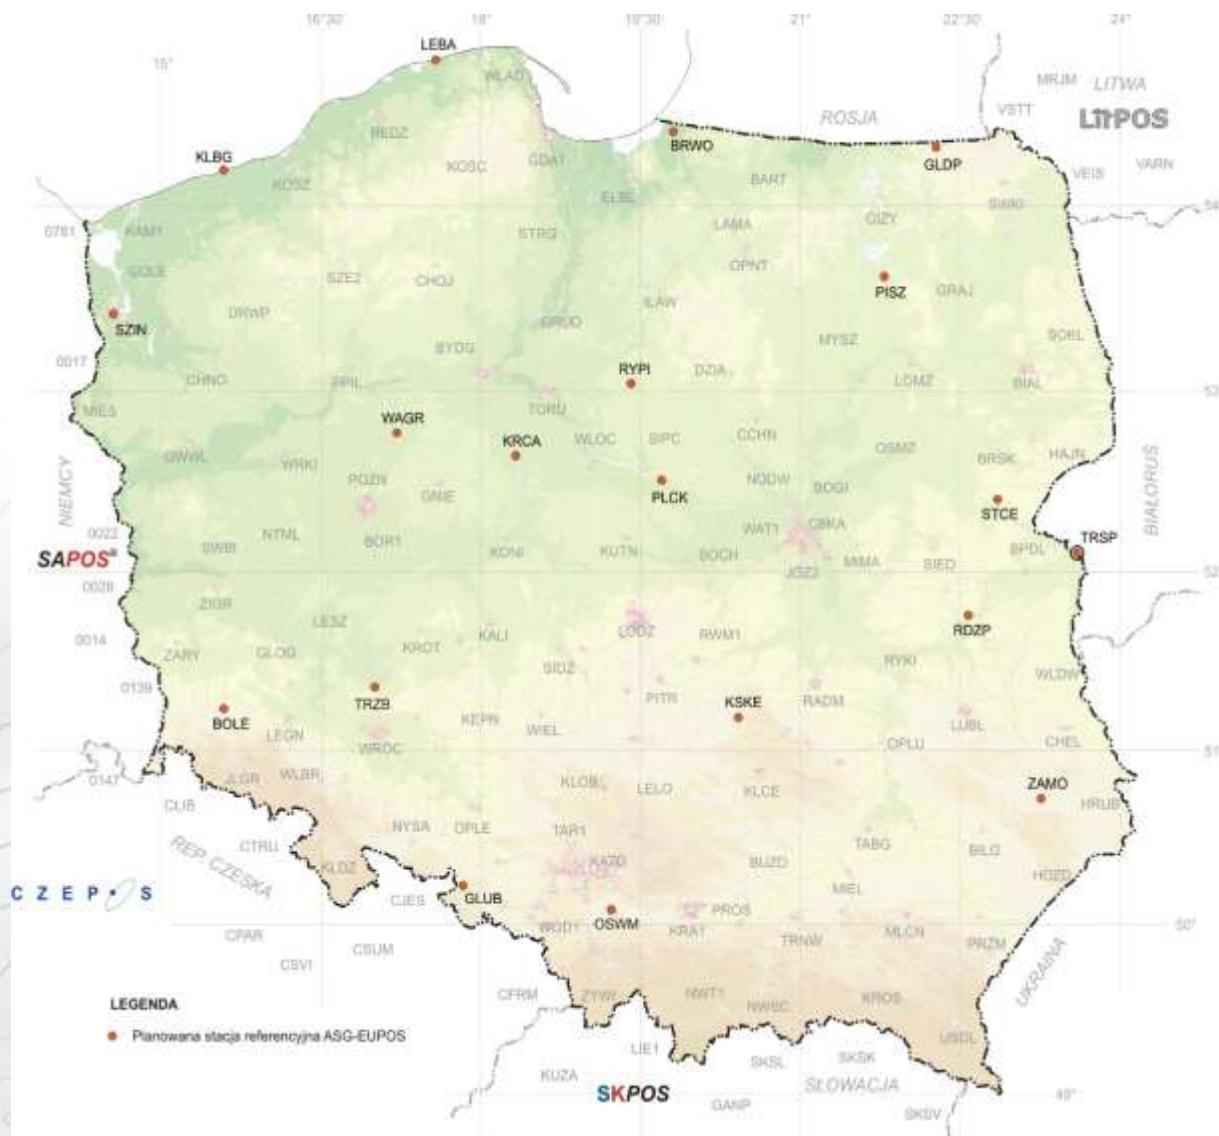 16°30' 18° 19°30' 21° 22°30' 24°
LEBA
15°
WLAD
MRJM LITWA
VSTT
ROSJA
LITPOS
REDZ
BRWO
KLBG
KOSC
GDA1
GLDP
VARN
VEIS
BART
KOSZ
ELBL
SWKI
54°
GIZY
0761
KAM1
STRG
LAMA
GOLE
SZE2
CHOJ
OPNT
PISZ
GRAJ
ILAW
DRWP
GRUD
SZIN
SOKL
MYSZ
BYDG
0017
RYPI
DZIA
CHNO
PPIL
LOMZ
BIAL
MIES
TORU
WAGR
KRCA
WLOC
SIPC
CCHN
GWWL
WRKI
OSMZ
BRSK
HAJN
NIEMCY
BIAŁORUŚ
POZN
GNIE
PLCK
NODW
BOGI
STCE
0022
NTML
WAT1
CBKA
SWIB
BOR1
KONI
KUTN
SOCH
MIMA
SIED
BPDL
TRSP
SAPOS®
JOZ2
52°
0028
ZIGR
LESZ
KALI
LODZ
RWM1
RDZP
0014
ZARY
GLOG
KROT
SIDZ
RYKI
WLDW
0139
TRZB
PITR
KSKE
RADM
BOLE
LEGN
KEPN
WIEL
LUBL
WROC
OPLU
CHEL
51°
0147
JLGR
WLBR
KLOB
LELO
KLCE
ZAMO
HRUB
CLIB
NYSA
OPLE
TAR1
CTRU
REP. CZESKA
TABG
BILG
KLDZ
KATO
BUZD
HOZD
CZEPOS
CJES
GLUB
MIEL
OSWM
PROS
WOD1
KRA1
TRNW
MLCN
50°
CPAR
CSUM
PRZM
CSVI
UKRAINA
LEGENDA
CFRM
ZYWI
NWT1
NWSC
KROS
Planowana stacja referencyjna ASG-EUPOS
USDL
LIE1
SKSL
SKSK
KUZA
SŁOWACJA
SKPOS
GANP
49°
SKSV